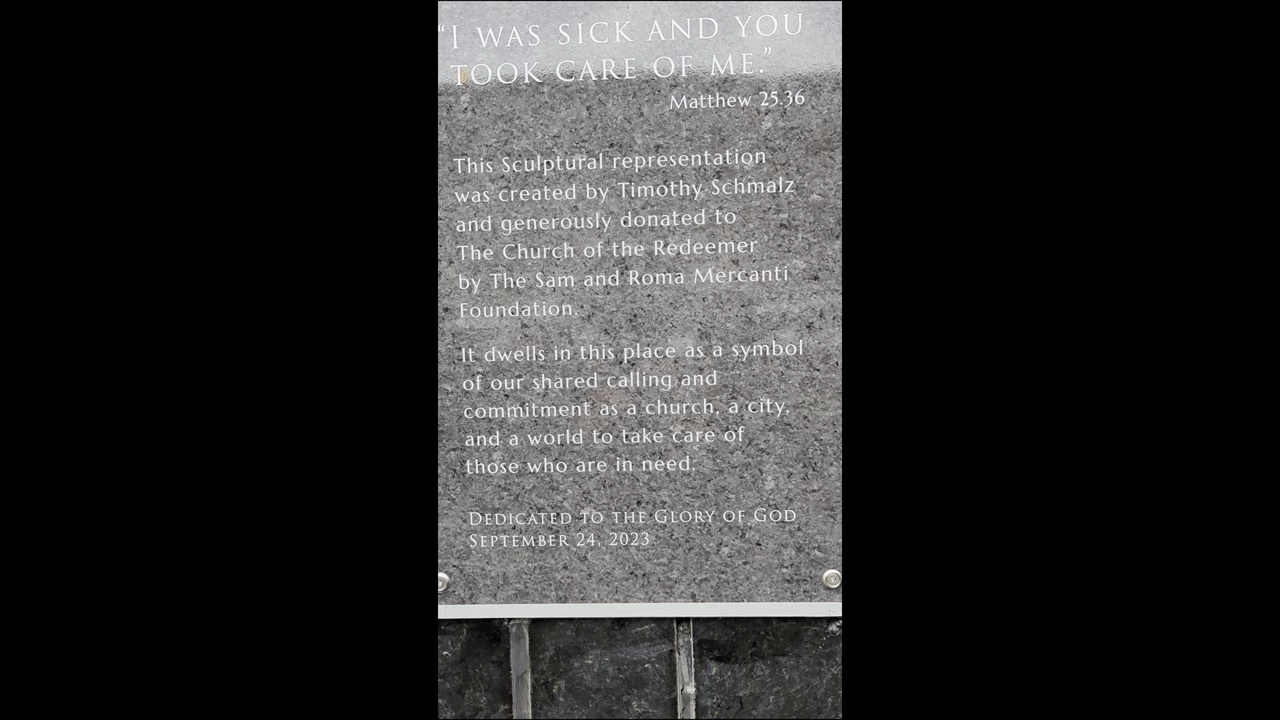 “I WAS SICK AND YOU
TOOK CARE OF ME.”
Matthew 25.36
This Sculptural representation
was created by Timothy Schmalz
and generously donated to
The Church of the Redeemer
by The Sam and Roma Mercanti
Foundation.
It dwells in this place as a symbol
of our shared calling and
commitment as a church, a city,
and a world to take care of
those who are in need.
DEDICATED TO THE GLORY OF GOD
SEPTEMBER 24, 2023